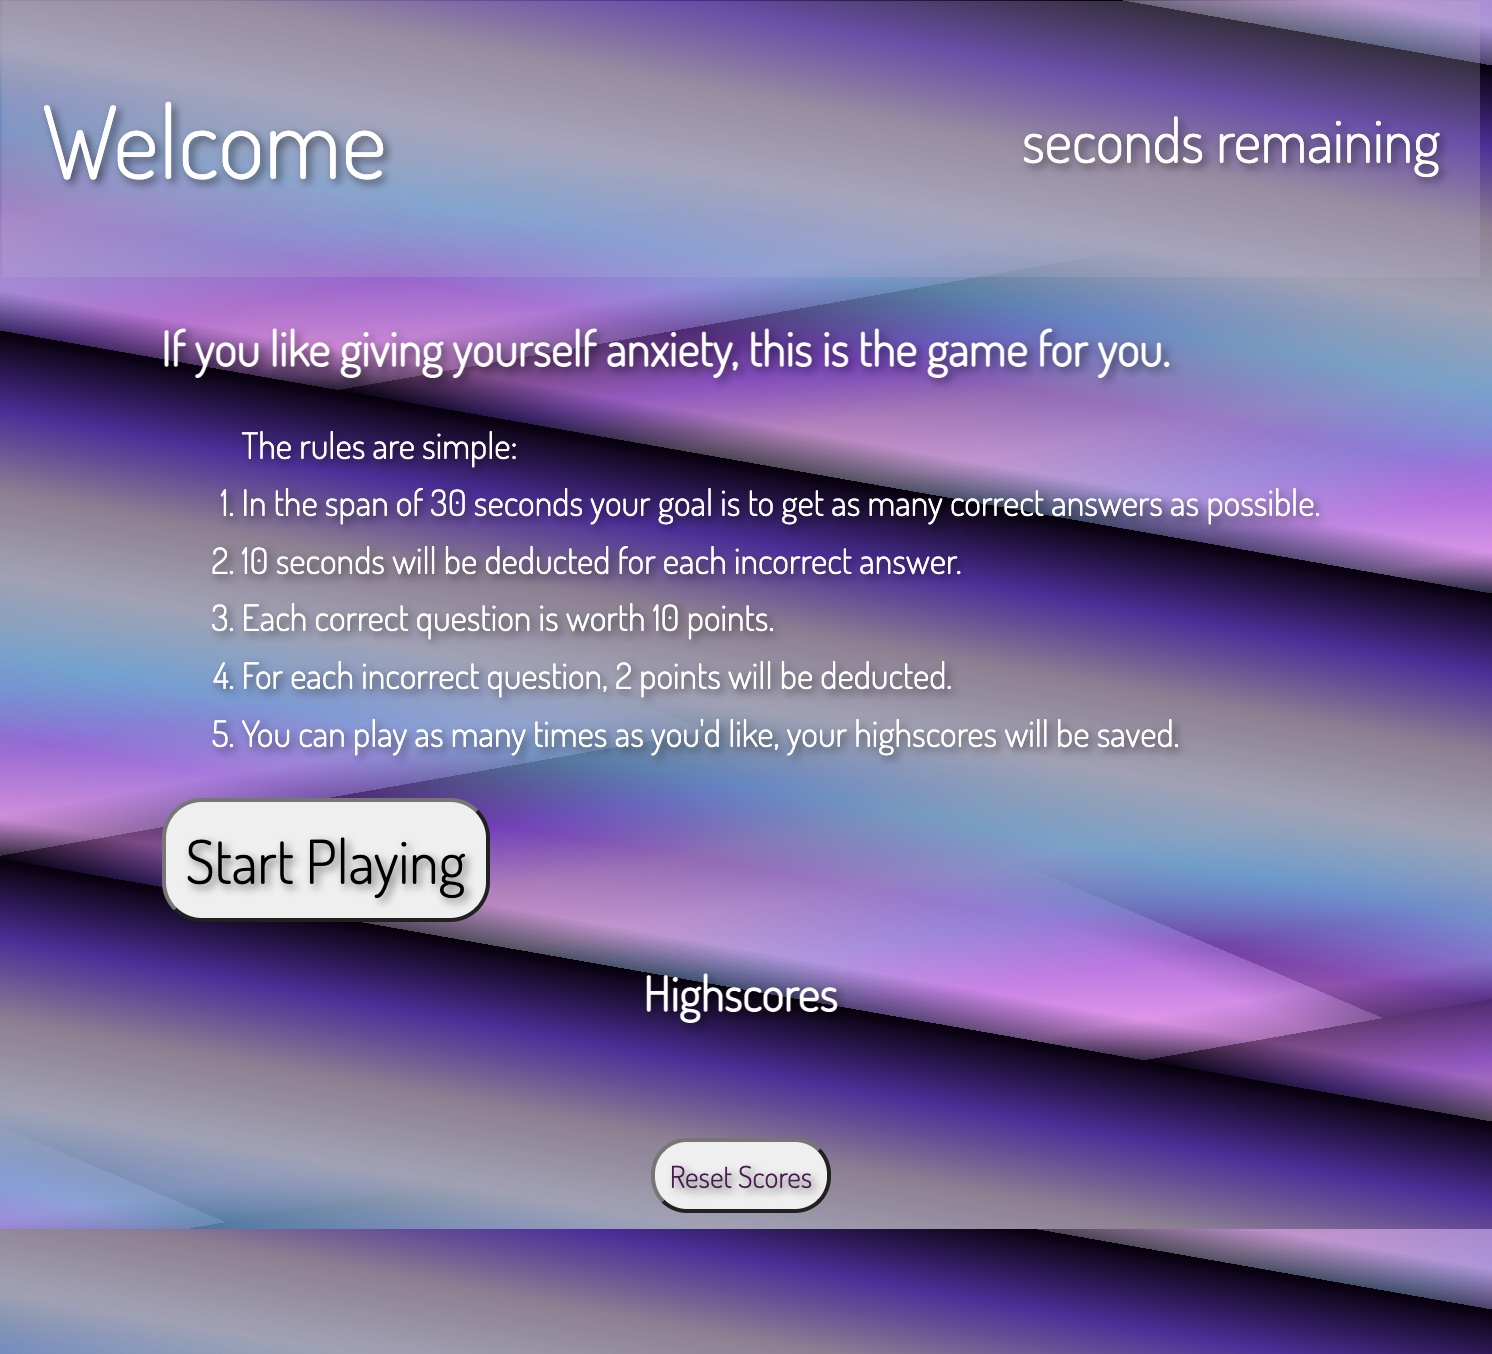 Welcome
seconds remaining
If you like giving yourself anxiety, this is the game for you.
The rules are simple:
1. In the span of 30 seconds your goal is to get as many correct answers as possible.
2. 10 seconds will be deducted for each incorrect answer.
3. Each correct question is worth 10 points.
4. For each incorrect question, 2 points will be deducted.
5. You can play as many times as you'd like, your highscores will be saved.
Start Playing
Highscores
Reset Scores